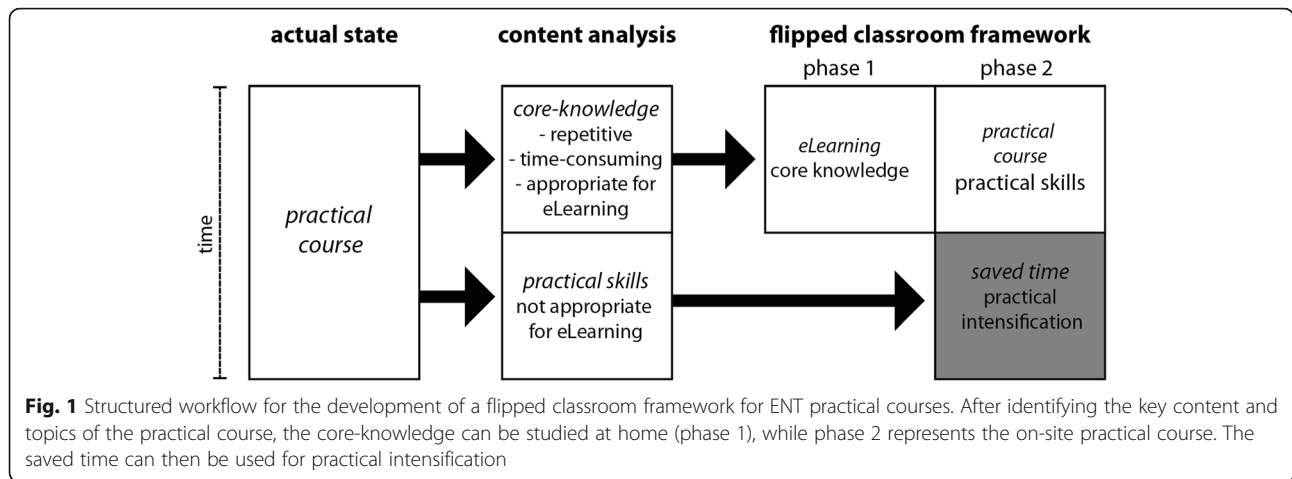 actual state
content analysis
flipped classroom framework
phase 1
phase 2
time
practical
course
core-knowledge
- repetitive
- time-consuming
- appropriate for
eLearning
practical skills
not appropriate
for eLearning
eLearning
core knowledge
practical
course
practical skills
saved time
practical
intensification
Fig. 1 Structured workflow for the development of a flipped classroom framework for ENT practical courses. After identifying the key content and
topics of the practical course, the core-knowledge can be studied at home (phase 1), while phase 2 represents the on-site practical course. The
saved time can then be used for practical intensification